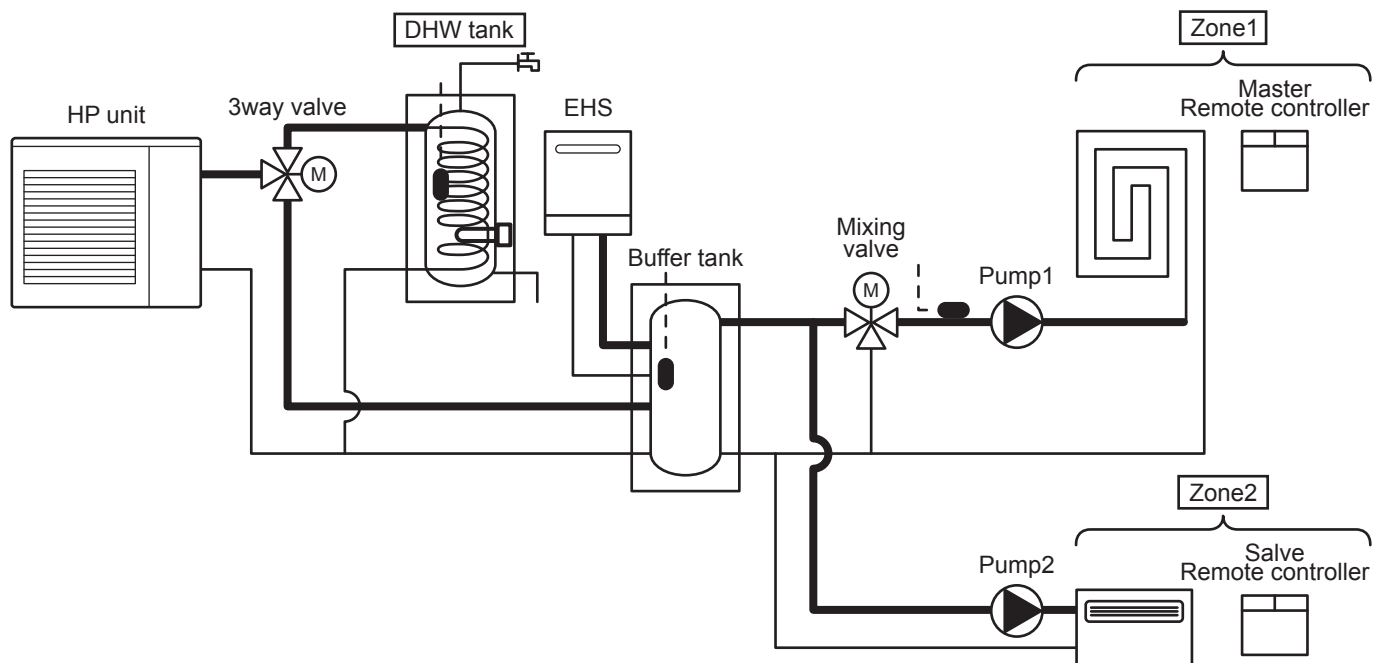 DHW tank
Zone1
HP unit
3way valve
EHS
Master
Remote controller
M
Mixing
valve
Buffer tank
M
Pump1
Zone2
Salve
Remote controller
Pump2